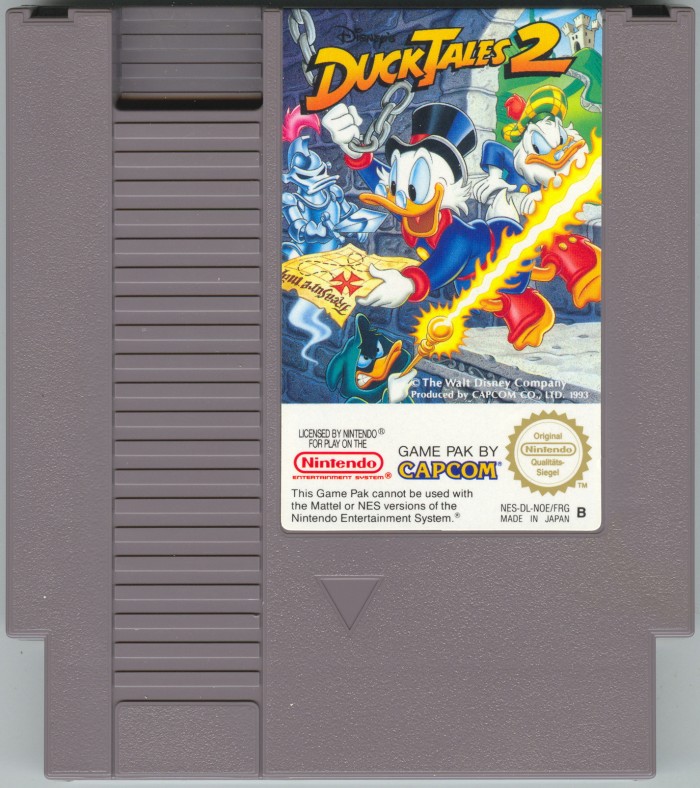 Disney's
DUCKTALES 2
Treasure Map
© The Walt Disney Company
Produced by CAPCOM CO., LTD. 1993
LICENSED BY NINTENDO®
FOR PLAY ON THE
Nintendo
ENTERTAINMENT SYSTEM®
GAME PAK BY
CAPCOM®
Original
Nintendo
Qualitäts-
Siegel
TM
This Game Pak cannot be used with
the Mattel or NES versions of the
Nintendo Entertainment System.®
NES-DL-NOE/FRG
MADE IN JAPAN
B